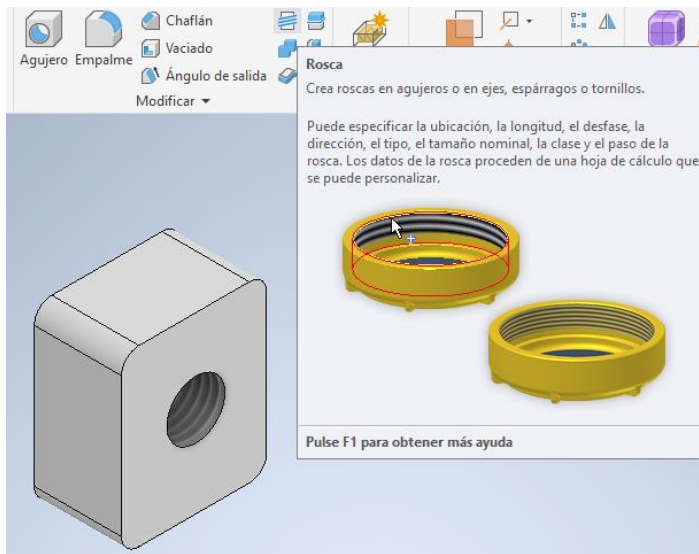 Agujero
Empalme
Chaflán
Vaciado
Ángulo de salida
Modificar
Rosca
Crea roscas en agujeros o en ejes, espárragos o tornillos.
Puede especificar la ubicación, la longitud, el desfase, la
dirección, el tipo, el tamaño nominal, la clase y el paso de la
rosca. Los datos de la rosca proceden de una hoja de cálculo que
se puede personalizar.
Pulse F1 para obtener más ayuda